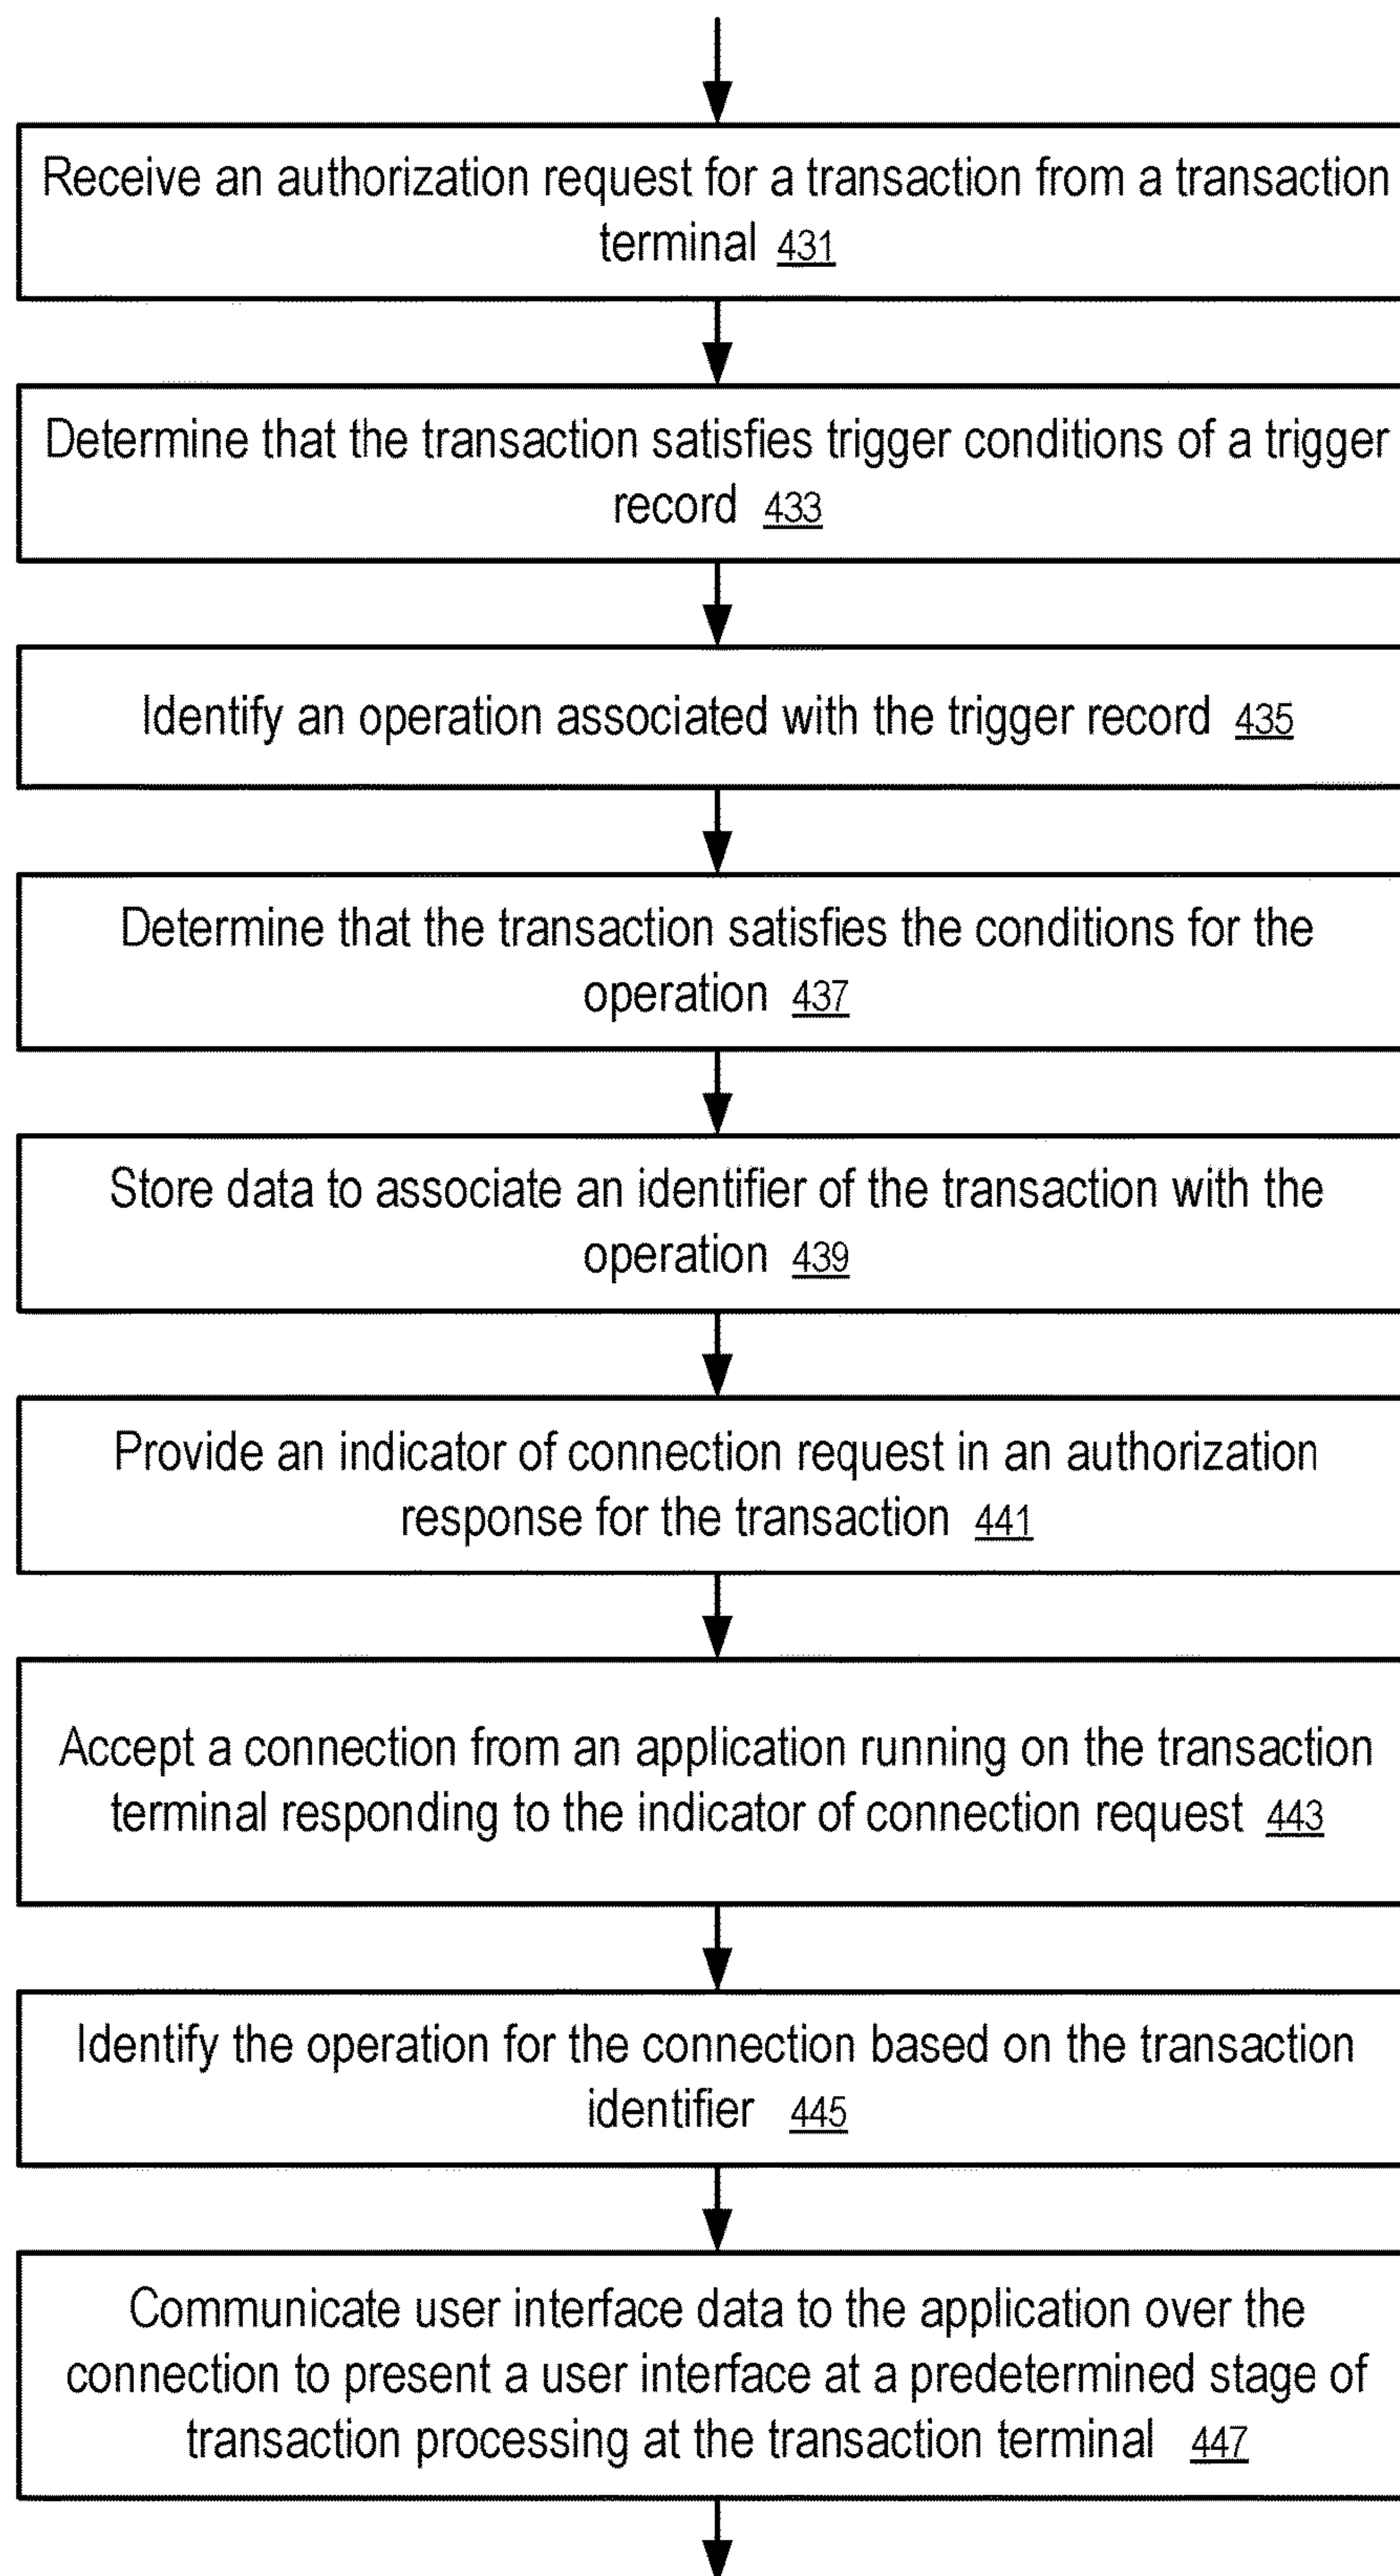 Receive an authorization request for a transaction from a transaction
terminal 431
Determine that the transaction satisfies trigger conditions of a trigger
record 433
Identify an operation associated with the trigger record 435
Determine that the transaction satisfies the conditions for the
operation 437
Store data to associate an identifier of the transaction with the
operation 439
Provide an indicator of connection request in an authorization
response for the transaction 441
Accept a connection from an application running on the transaction
terminal responding to the indicator of connection request 443
Identify the operation for the connection based on the transaction
identifier 445
Communicate user interface data to the application over the
connection to present a user interface at a predetermined stage of
transaction processing at the transaction terminal 447